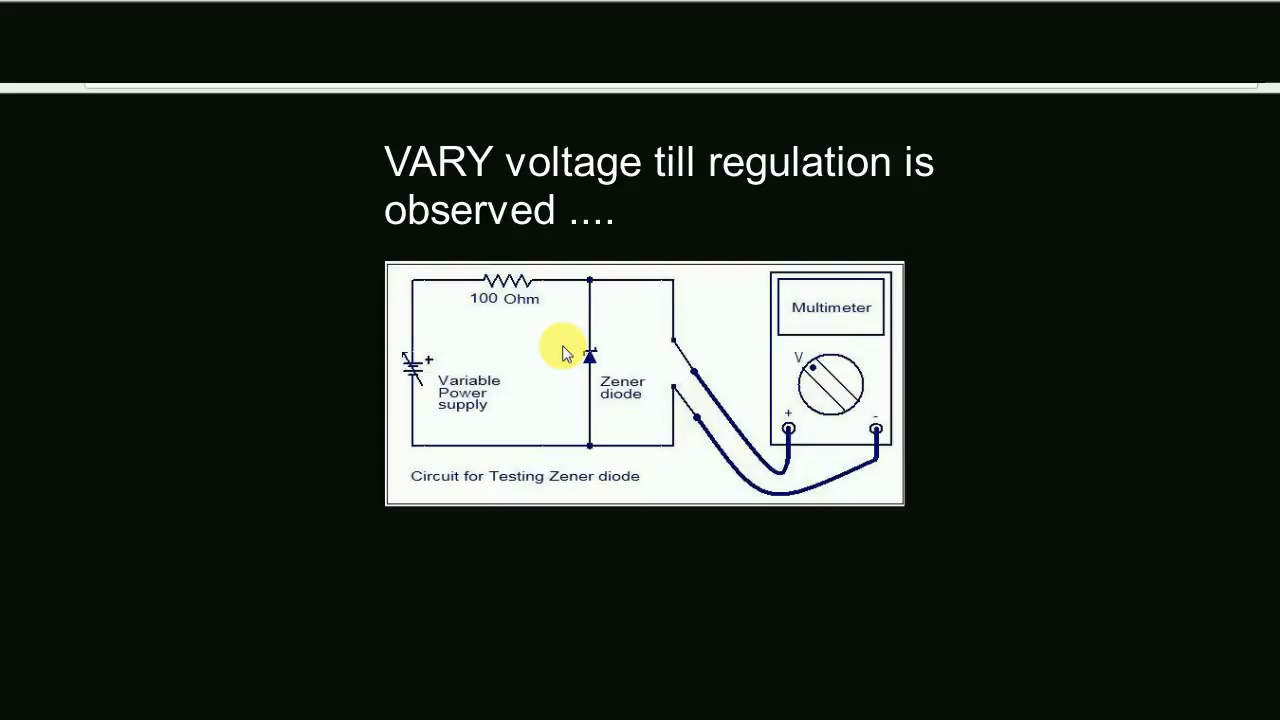 VARY voltage till regulation is
observed ....
100 Ohm
Multimeter
V
+
Variable
Power
supply
Zener
diode
+
-
Circuit for Testing Zener diode